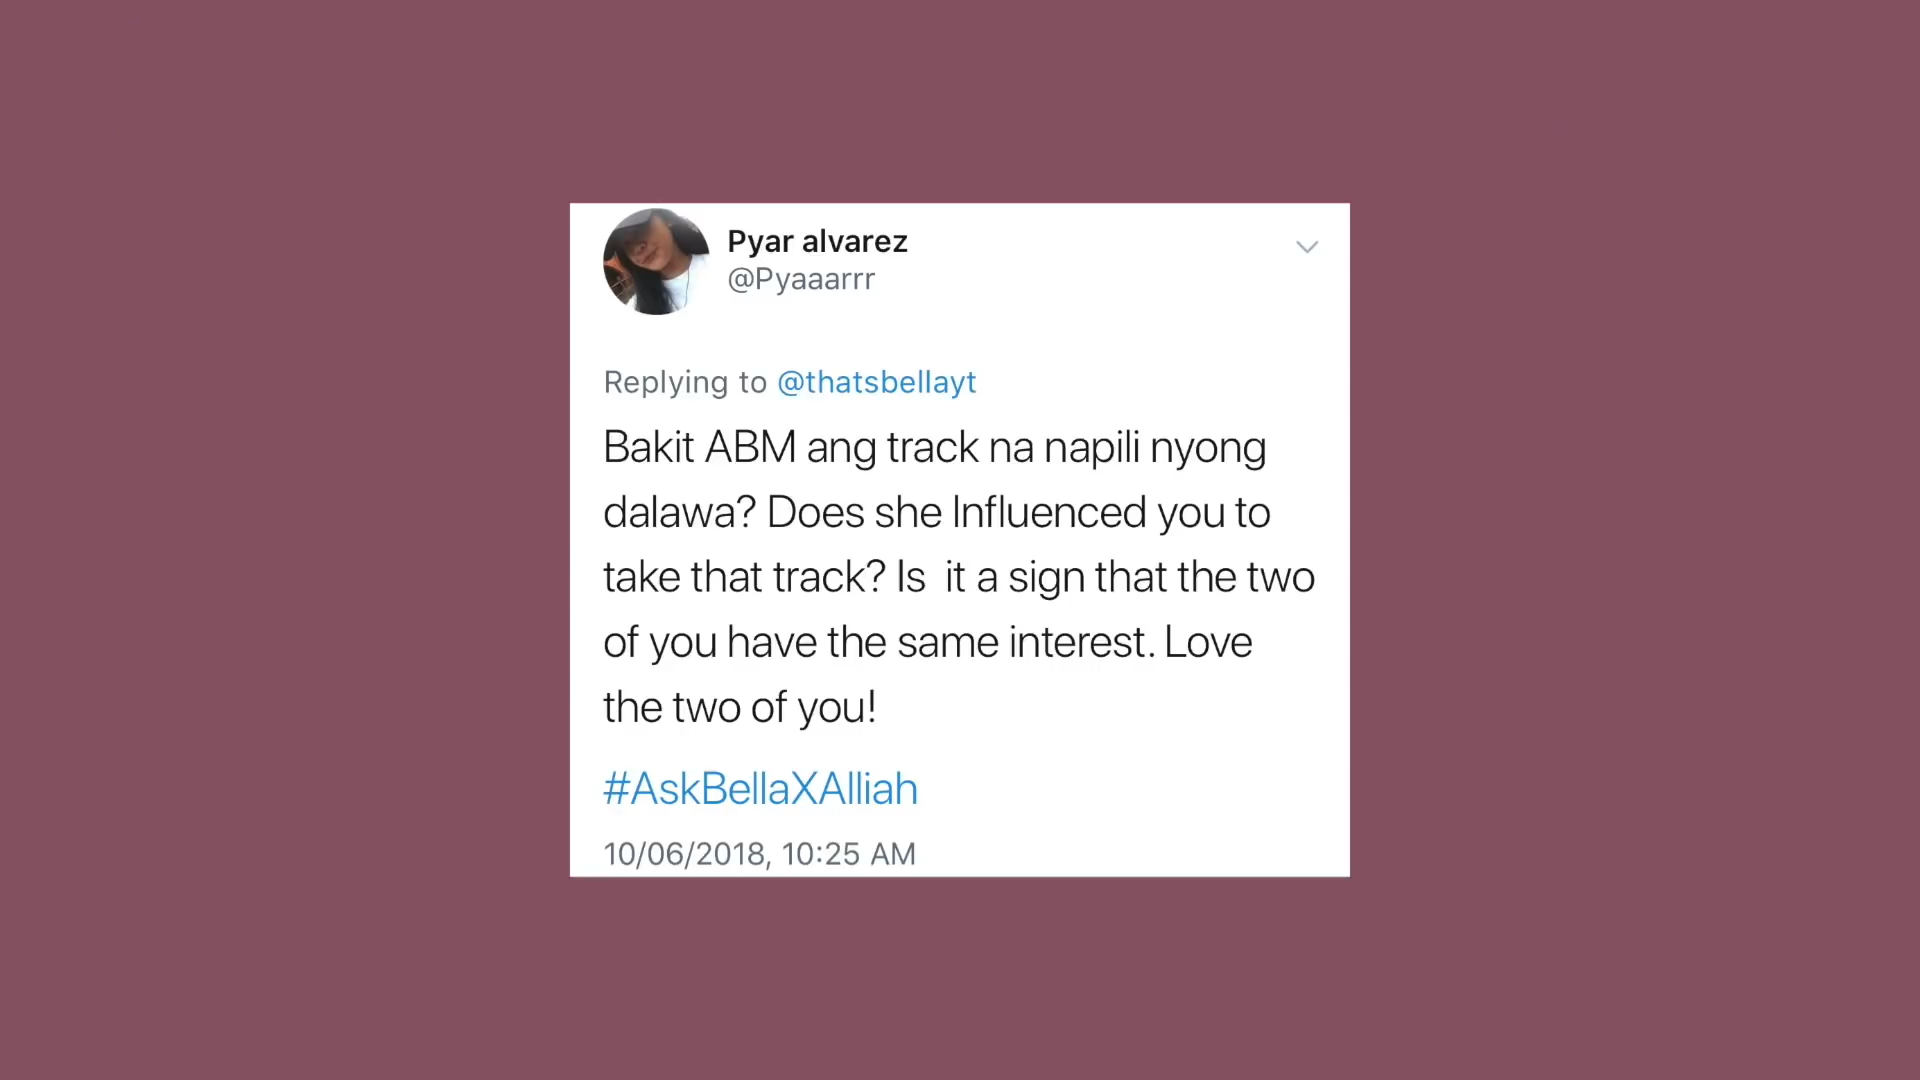 Pyar alvarez
@Pyaaarrr
Replying to @thatsbellayt
Bakit ABM ang track na napili nyong
dalawa? Does she Influenced you to
take that track? Is  it a sign that the two
of you have the same interest. Love
the two of you!
#AskBellaXAlliah
10/06/2018, 10:25 AM